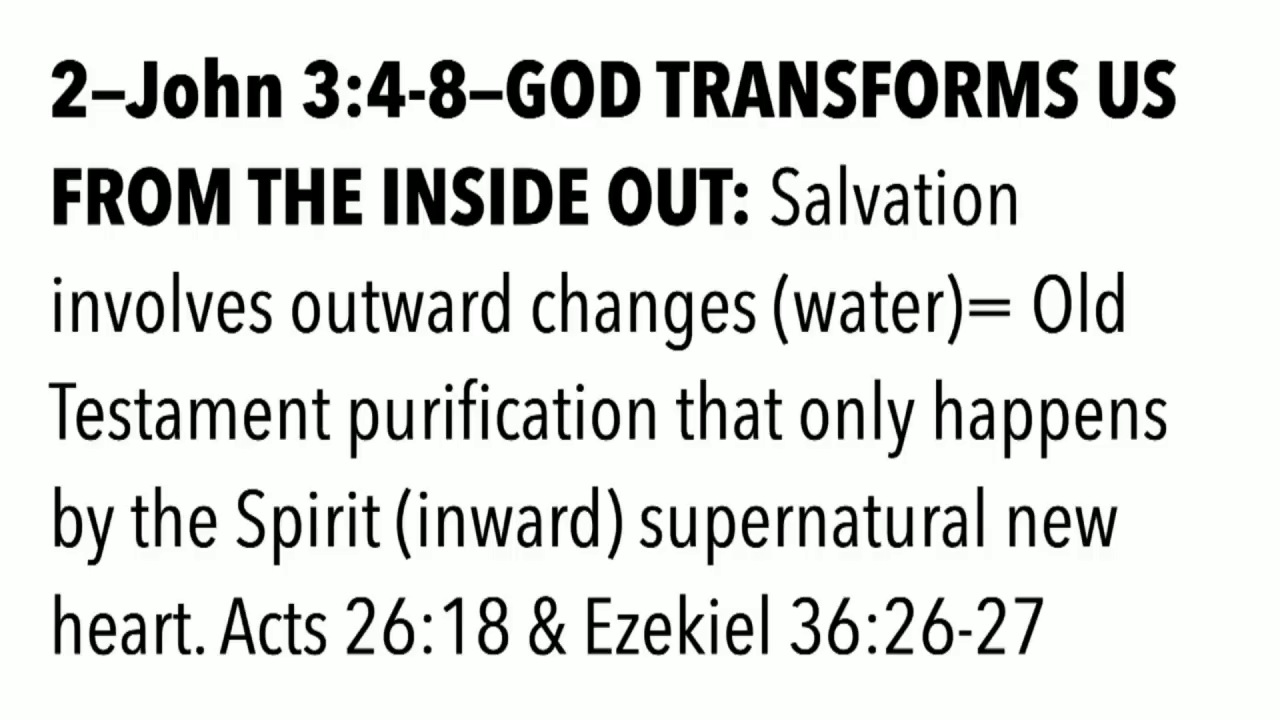 2–John 3:4-8–GOD TRANSFORMS US
FROM THE INSIDE OUT: Salvation
involves outward changes (water)= Old
Testament purification that only happens
by the Spirit (inward) supernatural new
heart. Acts 26:18 & Ezekiel 36:26-27